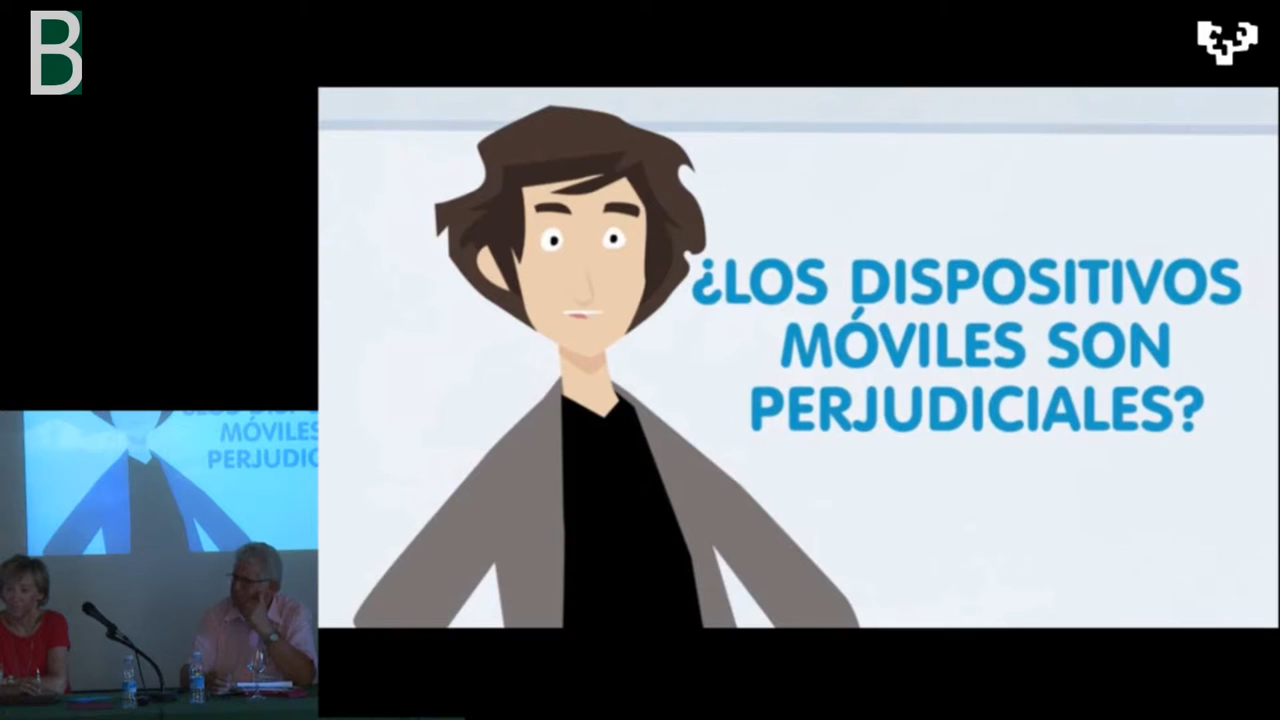 B
¿LOS DISPOSITIVOS
MÓVILES SON
PERJUDICIALES?
MÓVILES
PERJUDIC